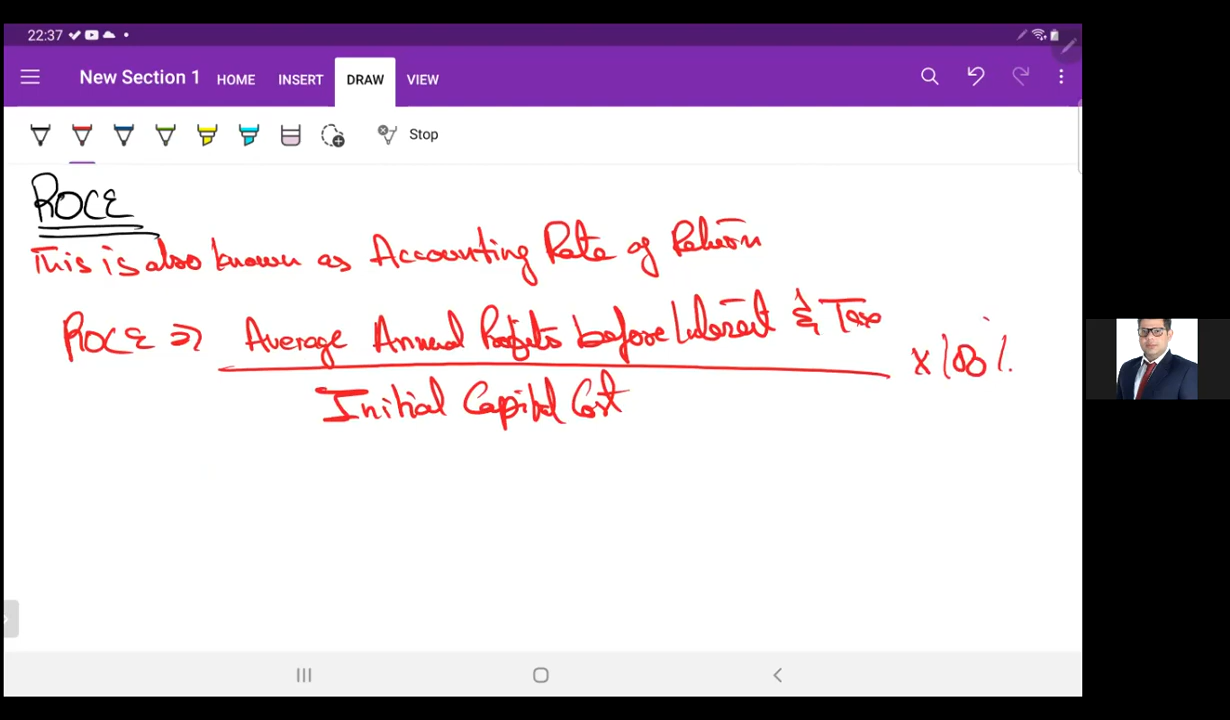 22:37
New Section 1 HOME INSERT DRAW VIEW
Stop
ROCE
This is also known as Accounting Rate of Return
ROCE ⇒ Average Annual Profits before Interest & Tax
x 100%
Initial Capital Cost